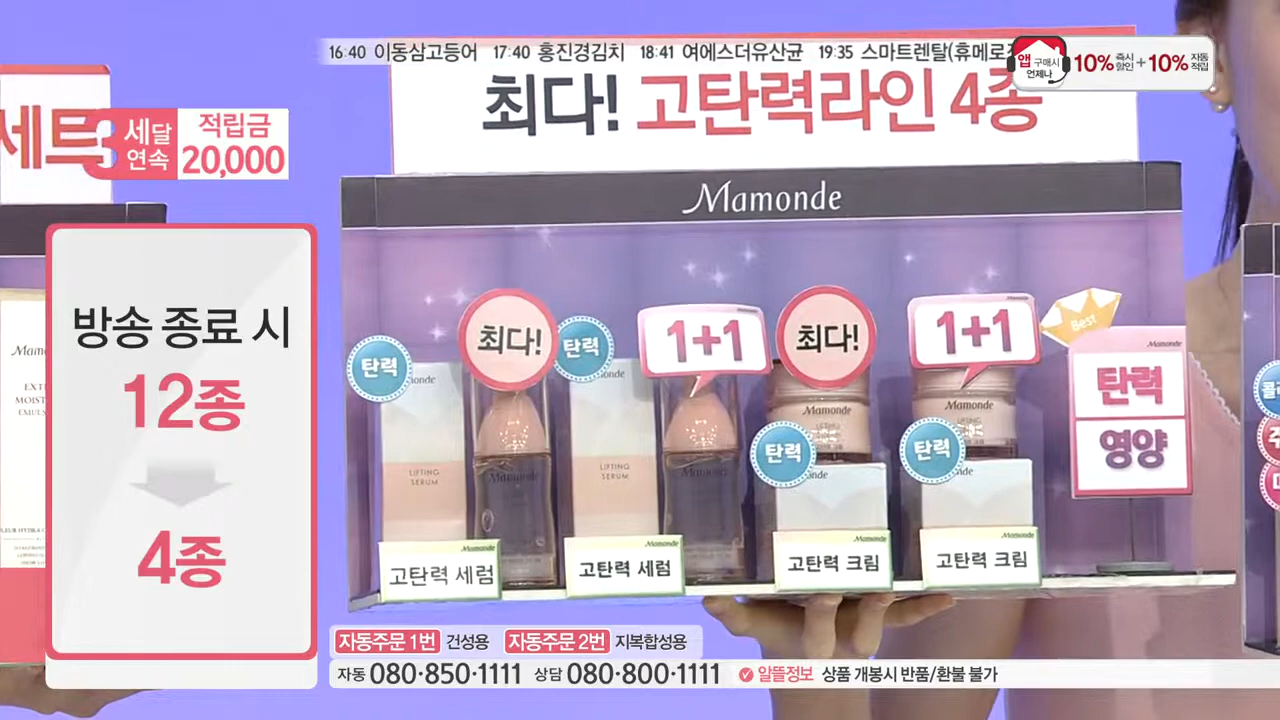 16:40 이동삼고등어 17:40 홍진경김치 18:41 여에스더유산균 19:35 스마트렌탈(휴메로
앱 구매시 언제나
10% 즉시할인 + 10% 자동적립
최다! 고탄력라인 4종
세트
3 세달 연속
적립금
20,000
Mamonde
방송 종료 시
12종
4종
탄력
최다!
탄력
1+1
최다!
1+1
Best
Mamonde
탄력
영양
탄력
탄력
LIFTING
SERUM
LIFTING
SERUM
Mamonde
Mamonde
Mamonde
Mamonde
Mamonde
고탄력 세럼
Mamonde
고탄력 세럼
Mamonde
고탄력 크림
Mamonde
고탄력 크림
자동주문 1번 건성용 자동주문 2번 지복합성용
자동 080·850·1111 상담 080·800·1111 알뜰정보 상품 개봉시 반품/환불 불가